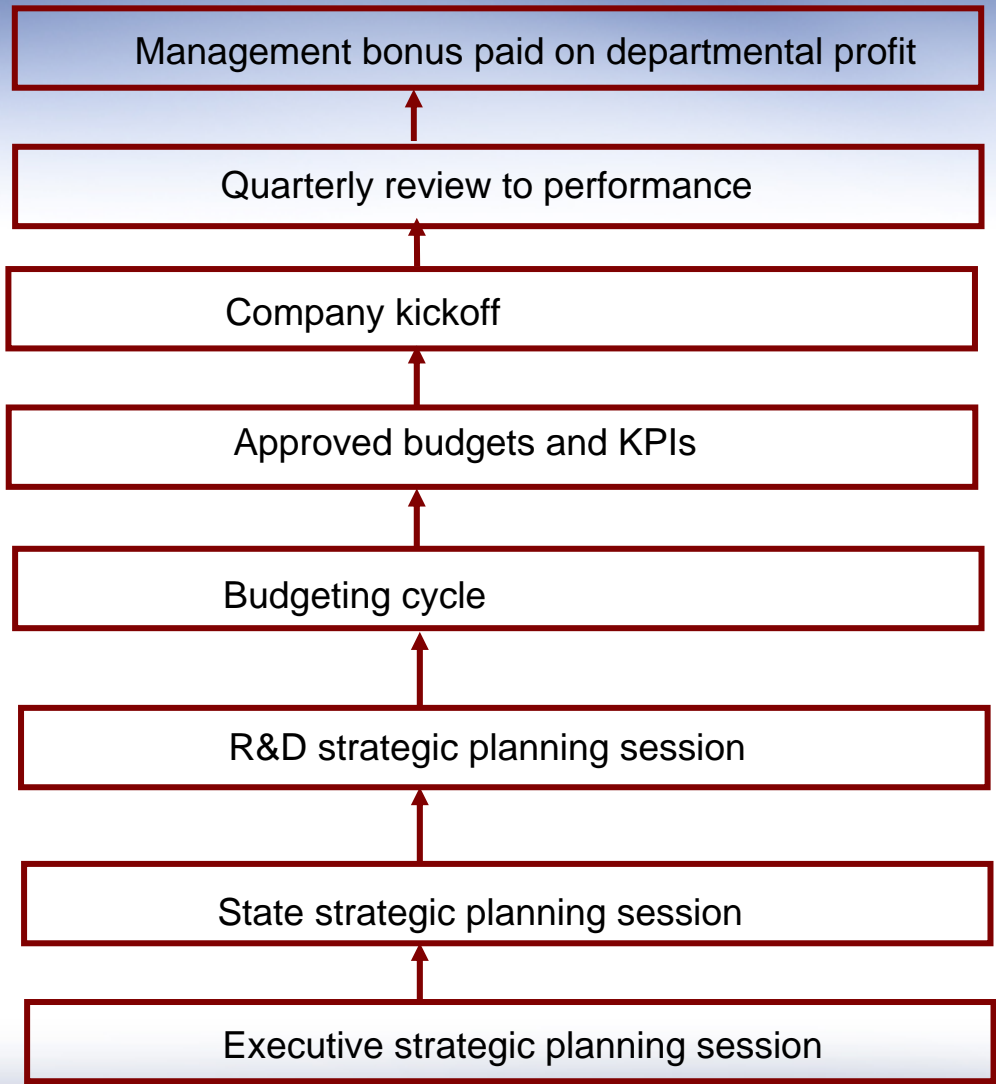 Management bonus paid on departmental profit
Quarterly review to performance
Company kickoff
Approved budgets and KPIs
Budgeting cycle
R&D strategic planning session
State strategic planning session
Executive strategic planning session